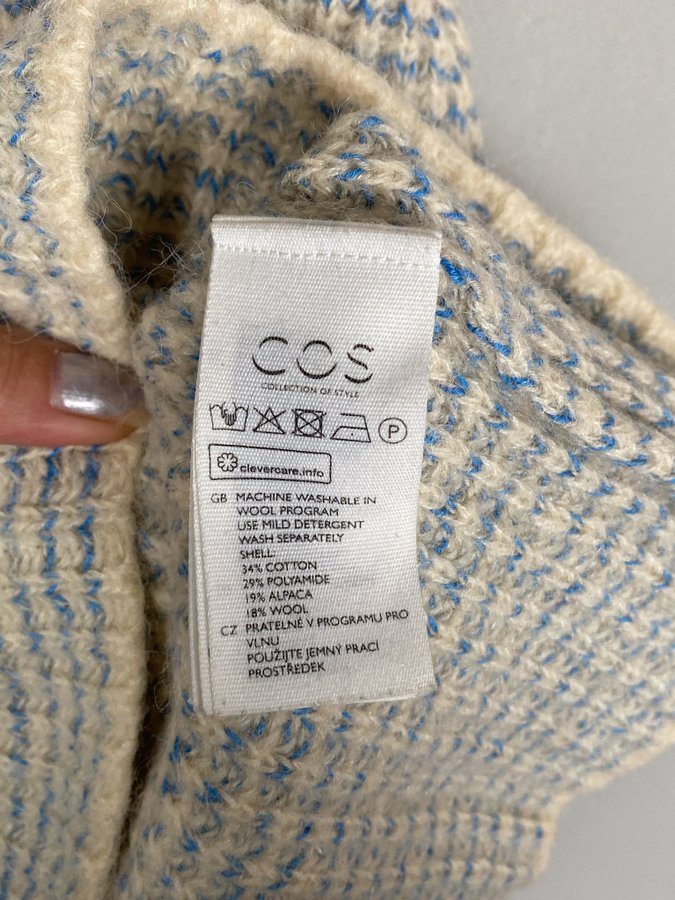 COS
COLLECTION OF STYLE
P
clevercare.info
GB MACHINE WASHABLE IN
WOOL PROGRAM
USE MILD DETERGENT
WASH SEPARATELY
SHELL:
34% COTTON
29% POLYAMIDE
19% ALPACA
18% WOOL
CZ PRATELNÉ V PROGRAMU PRO
VLNU
POUŽIJTE JEMNÝ PRACÍ
PROSTŘEDEK